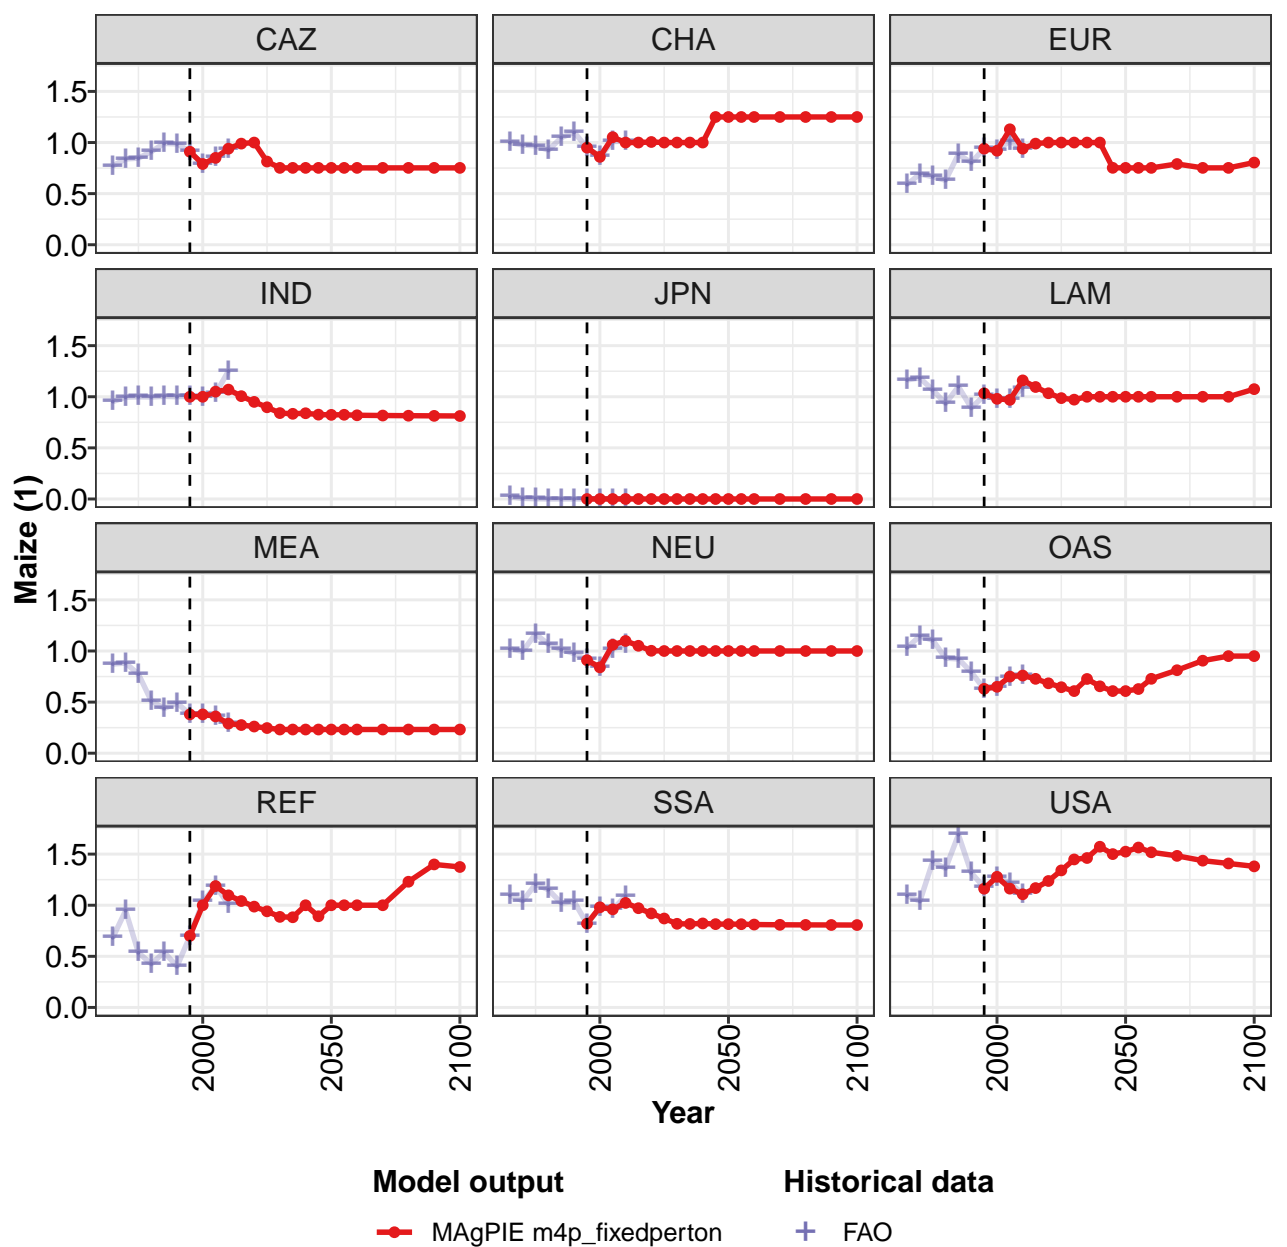 CAZ CHA EUR
1.5
1.0
0.5
0.0
IND JPN LAM
1.5
1.0
0.5
0.0
MEA NEU OAS
1.5
1.0
0.5
0.0
REF SSA USA
1.5
1.0
0.5
0.0
Maize (1)
2000 2050 2100 2000 2050 2100 2000 2050 2100
Year
Model output Historical data
MAgPIE m4p_fixedperton FAO